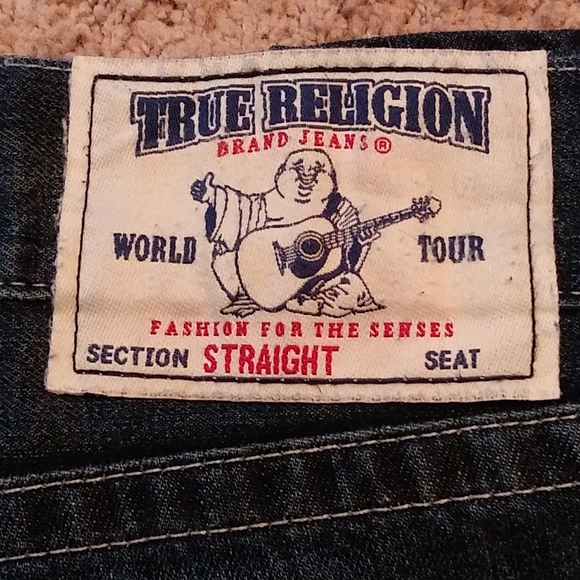 TRUE RELIGION
BRAND JEANS®
WORLD TOUR
FASHION FOR THE SENSES
SECTION STRAIGHT SEAT